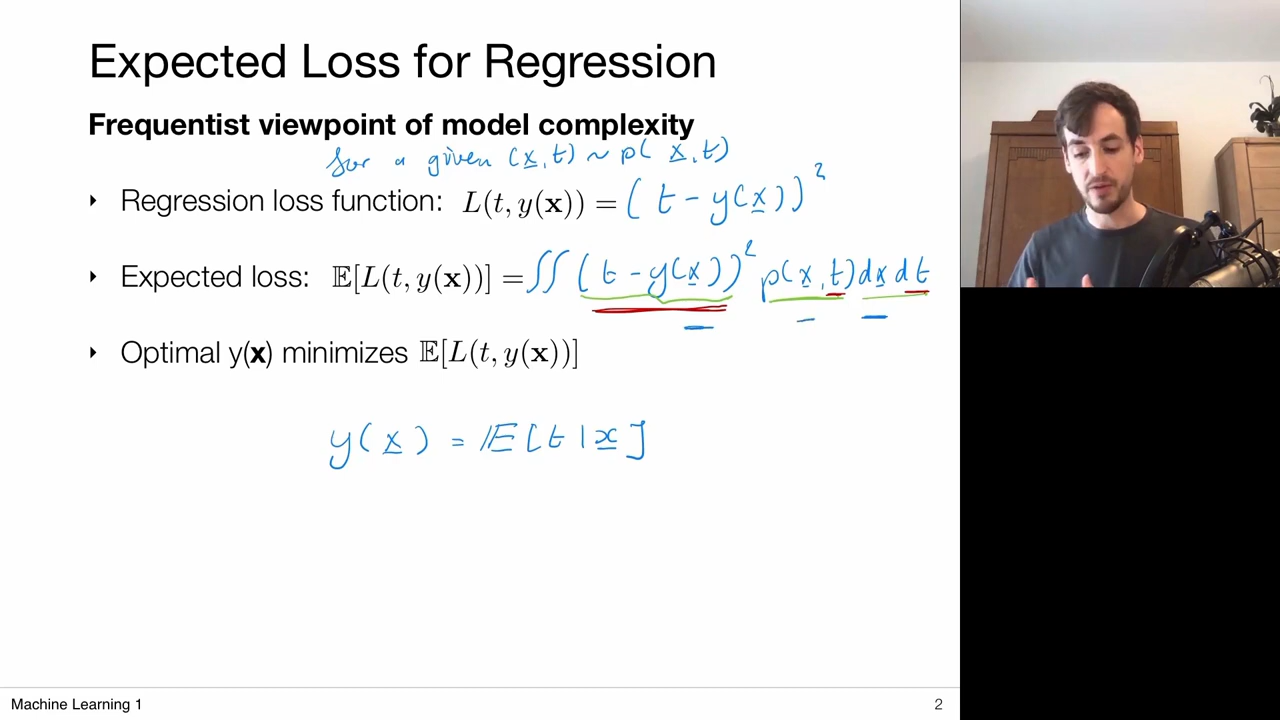 Expected Loss for Regression
Frequentist viewpoint of model complexity
for a given (x, t) ~ p( x, t)
‣ Regression loss function: L(t, y(x)) = ( t - y(x))²
‣ Expected loss: 𝔼[L(t, y(x))] = ∫∫ (t - y(x))² p(x, t) dx dt
‣ Optimal y(x) minimizes 𝔼[L(t, y(x))]
y(x) = 𝔼[t | x]
Machine Learning 1
2